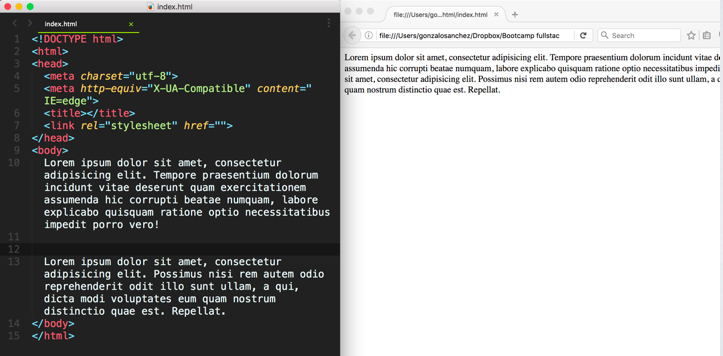 index.html
index.html
1 <!DOCTYPE html>
2 <html>
3 <head>
4 <meta charset="utf-8">
5 <meta http-equiv="X-UA-Compatible" content="
IE=edge">
6 <title></title>
7 <link rel="stylesheet" href="">
8 </head>
9 <body>
10 Lorem ipsum dolor sit amet, consectetur
adipisicing elit. Tempore praesentium dolorum
incidunt vitae deserunt quam exercitationem
assumenda hic corrupti beatae numquam, labore
explicabo quisquam ratione optio necessitatibus
impedit porro vero!
11
12
13 Lorem ipsum dolor sit amet, consectetur
adipisicing elit. Possimus nisi rem autem odio
reprehenderit odit illo sunt ullam, a qui,
dicta modi voluptates eum quam nostrum
distinctio quae est. Repellat.
14 </body>
15 </html>
file:///Users/go...html/index.html
file:///Users/gonzalosanchez/Dropbox/Bootcamp fullstac
Search
Lorem ipsum dolor sit amet, consectetur adipisicing elit. Tempore praesentium dolorum incidunt vitae d
assumenda hic corrupti beatae numquam, labore explicabo quisquam ratione optio necessitatibus impedi
sit amet, consectetur adipisicing elit. Possimus nisi rem autem odio reprehenderit odit illo sunt ullam, a c
quam nostrum distinctio quae est. Repellat.